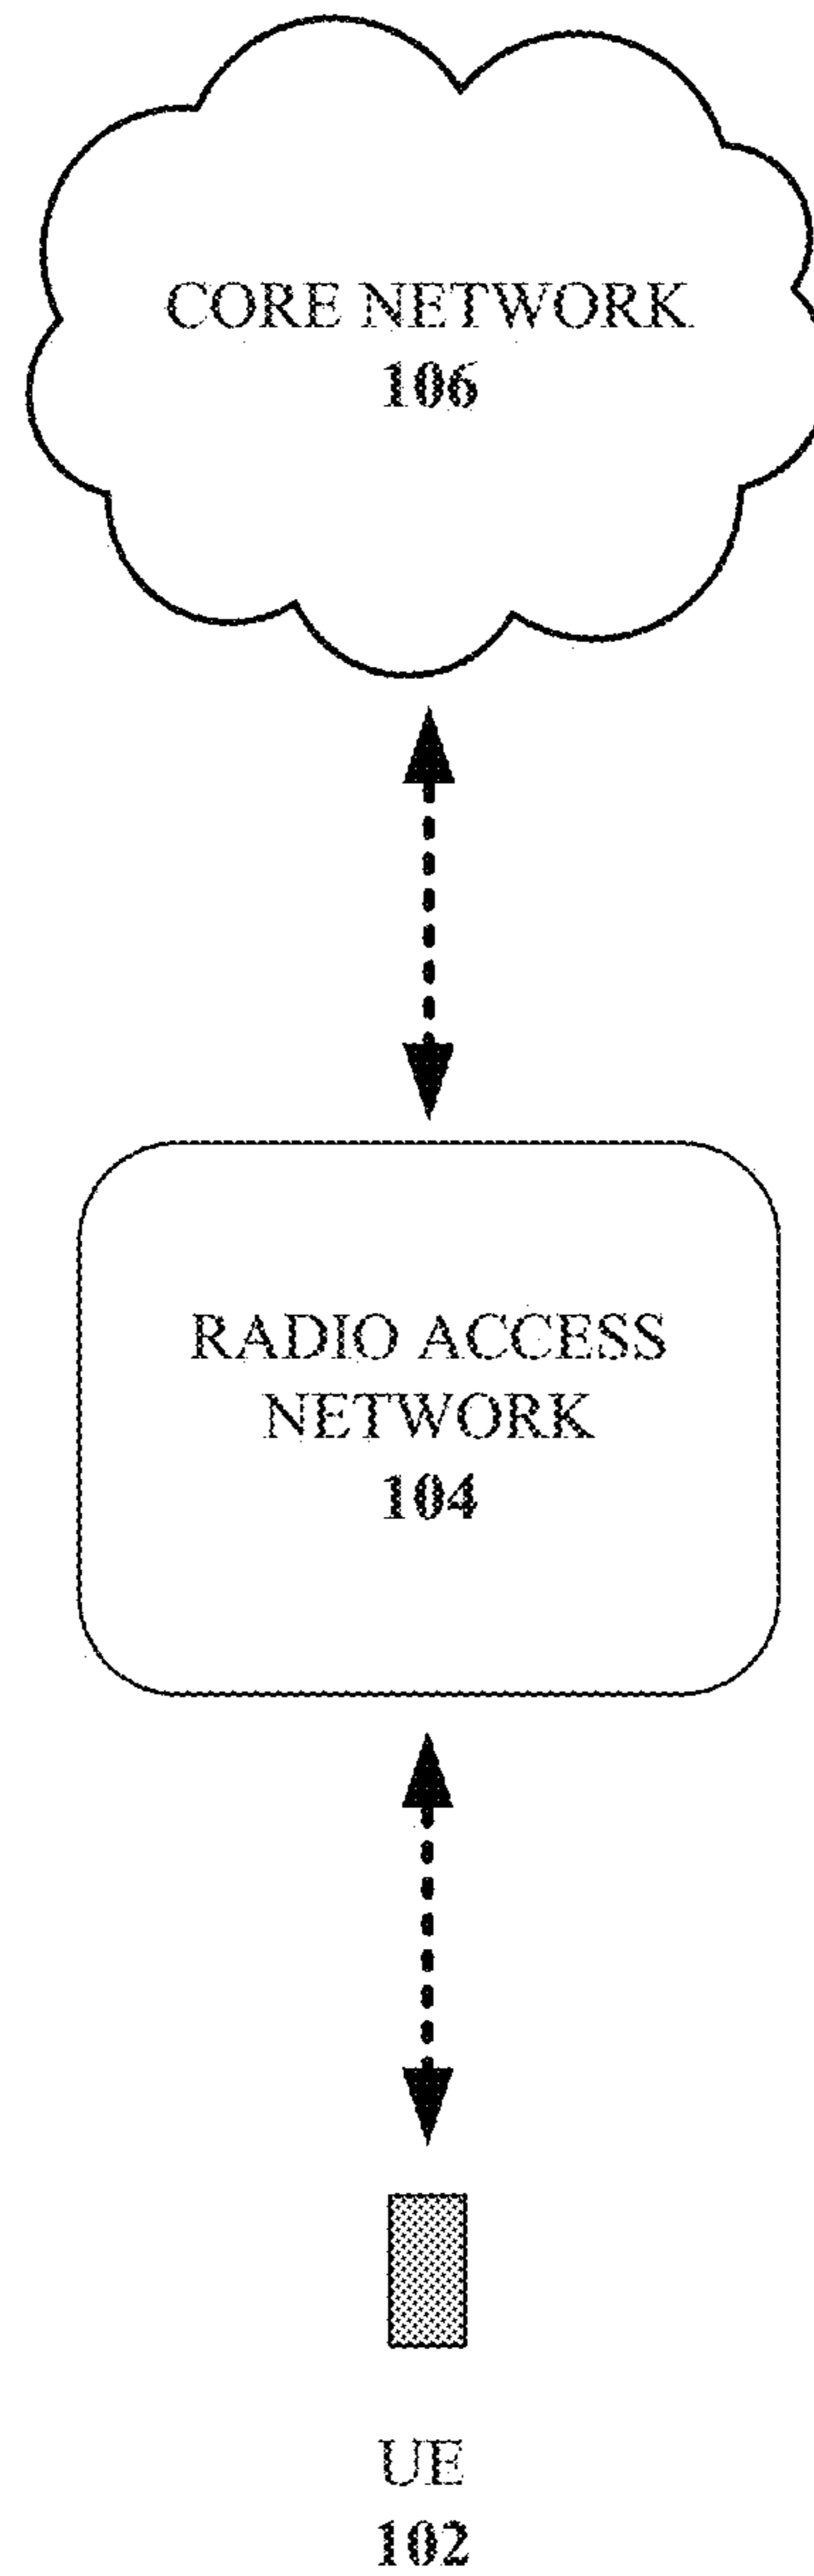 CORE NETWORK
106
RADIO ACCESS
NETWORK
104
UE
102